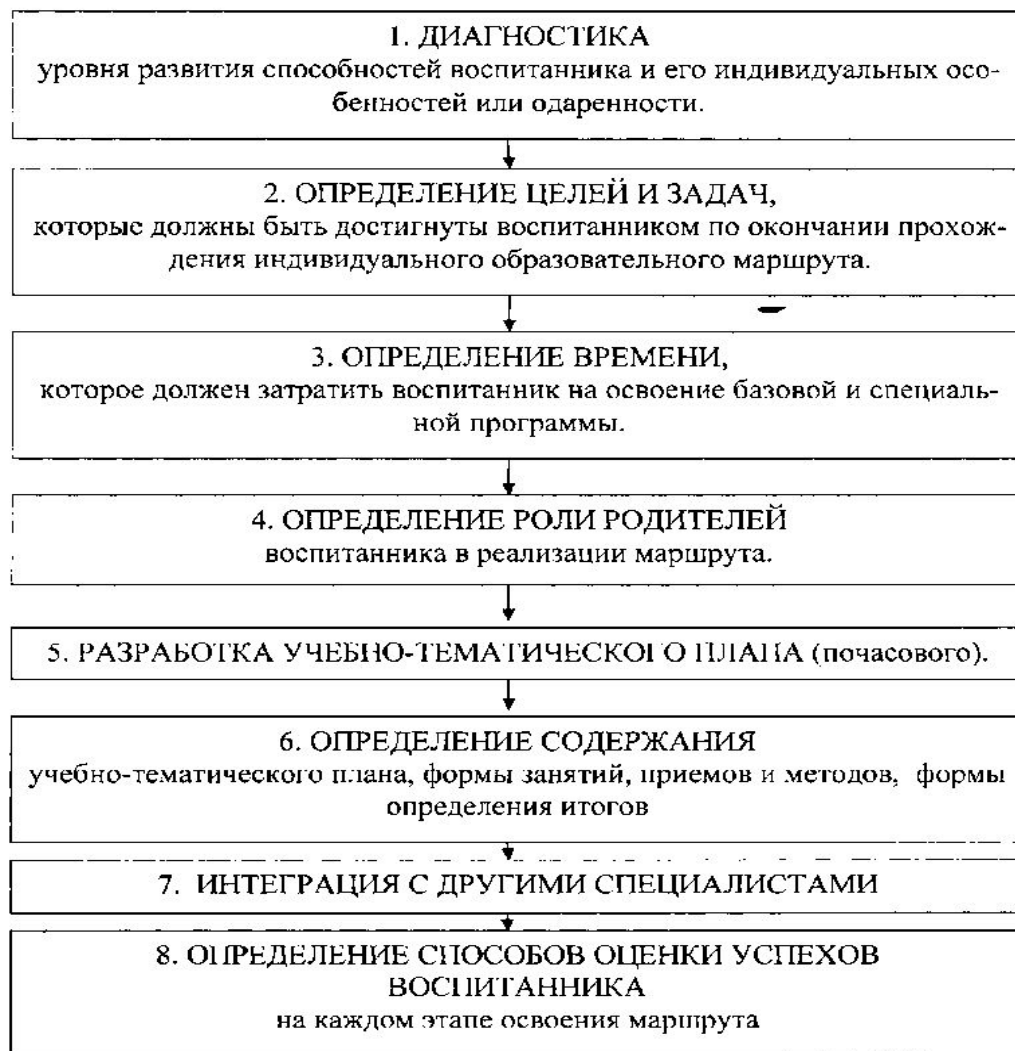 1. ДИАГНОСТИКА
уровня развития способностей воспитанника и его индивидуальных осо-
бенностей или одаренности.
2. ОПРЕДЕЛЕНИЕ ЦЕЛЕЙ И ЗАДАЧ,
которые должны быть достигнуты воспитанником по окончании прохож-
дения индивидуального образовательного маршрута.
3. ОПРЕДЕЛЕНИЕ ВРЕМЕНИ,
которое должен затратить воспитанник на освоение базовой и специаль-
ной программы.
4. ОПРЕДЕЛЕНИЕ РОЛИ РОДИТЕЛЕЙ
воспитанника в реализации маршрута.
5. РАЗРАБОТКА УЧЕБНО-ТЕМАТИЧЕСКОГО ПЛАНА (почасового).
6. ОПРЕДЕЛЕНИЕ СОДЕРЖАНИЯ
учебно-тематического плана, формы занятий, приемов и методов, формы
определения итогов
7. ИНТЕГРАЦИЯ С ДРУГИМИ СПЕЦИАЛИСТАМИ
8. ОПРЕДЕЛЕНИЕ СПОСОБОВ ОЦЕНКИ УСПЕХОВ
ВОСПИТАННИКА
на каждом этапе освоения маршрута